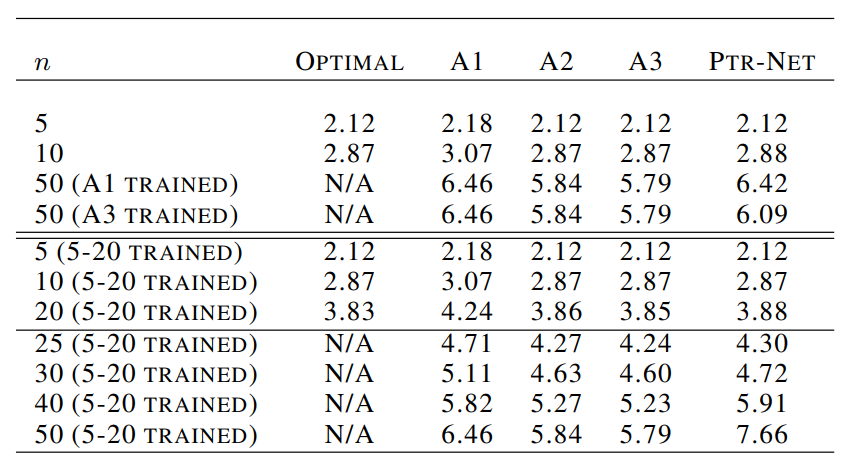 n OPTIMAL A1 A2 A3 PTR-NET
5 2.12 2.18 2.12 2.12 2.12
10 2.87 3.07 2.87 2.87 2.88
50 (A1 TRAINED) N/A 6.46 5.84 5.79 6.42
50 (A3 TRAINED) N/A 6.46 5.84 5.79 6.09
5 (5-20 TRAINED) 2.12 2.18 2.12 2.12 2.12
10 (5-20 TRAINED) 2.87 3.07 2.87 2.87 2.87
20 (5-20 TRAINED) 3.83 4.24 3.86 3.85 3.88
25 (5-20 TRAINED) N/A 4.71 4.27 4.24 4.30
30 (5-20 TRAINED) N/A 5.11 4.63 4.60 4.72
40 (5-20 TRAINED) N/A 5.82 5.27 5.23 5.91
50 (5-20 TRAINED) N/A 6.46 5.84 5.79 7.66